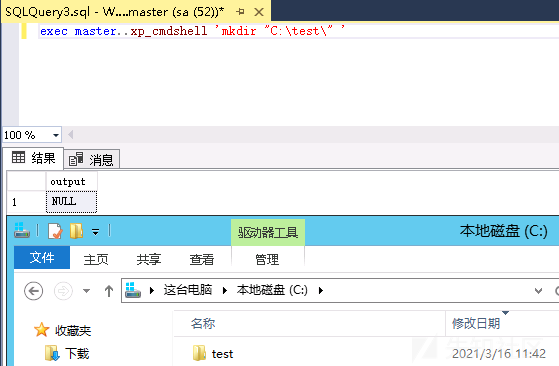 SQLQuery3.sql - W....master (sa (52))*
exec master..xp_cmdshell 'mkdir "C:\test\" '
100 %
结果 消息
output
1 NULL
驱动器工具 本地磁盘 (C:)
文件 主页 共享 查看 管理
这台电脑 本地磁盘 (C:)
收藏夹 名称 修改日期
下载 test 2021/3/16 11:42